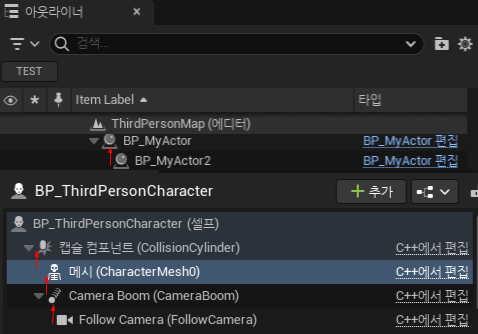 아웃라이너
검색...
TEST
Item Label 타입
ThirdPersonMap (에디터)
BP_MyActor BP_MyActor 편집
BP_MyActor2 BP_MyActor 편집
BP_ThirdPersonCharacter + 추가
BP_ThirdPersonCharacter (셀프)
캡슐 컴포넌트 (CollisionCylinder) C++에서 편집
메시 (CharacterMesh0) C++에서 편집
Camera Boom (CameraBoom) C++에서 편집
Follow Camera (FollowCamera) C++에서 편집